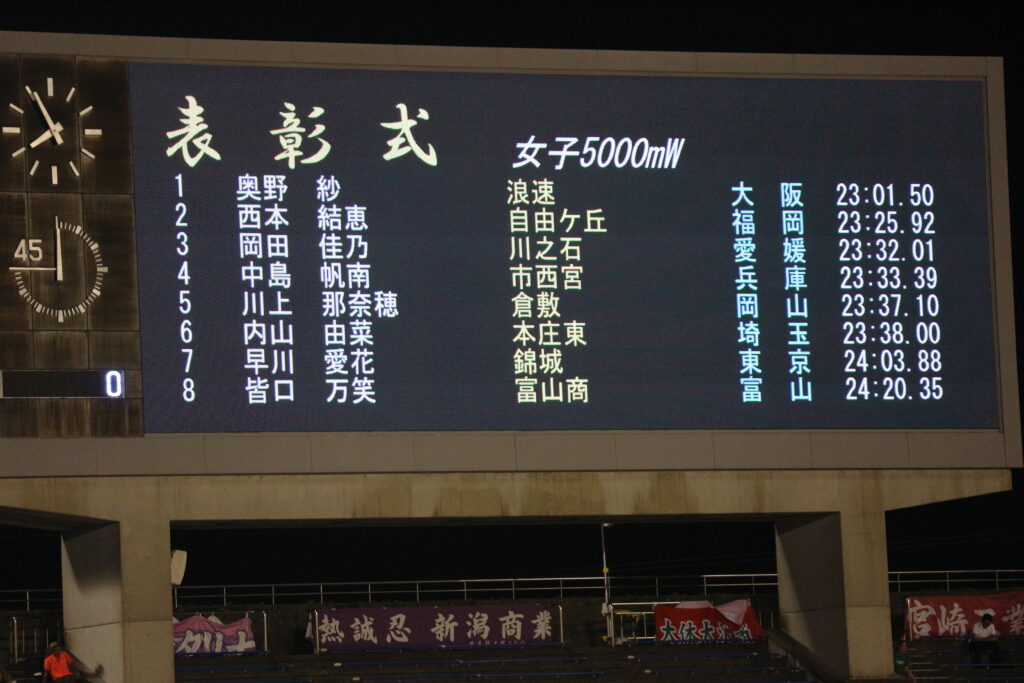 表彰式 女子5000mW
1 奥野 紗 浪速 大阪 23:01.50
2 西本 結恵 自由ケ丘 福岡 23:25.92
3 岡田 佳乃 川之石 愛媛 23:32.01
4 中島 帆南 市西宮 兵庫 23:33.39
5 川上 那奈穂 倉敷 岡山 23:37.10
6 内山 由菜 本庄東 埼玉 23:38.00
7 早川 愛花 錦城 東京 24:03.88
8 皆口 万笑 富山商 富山 24:20.35
45
0
熱誠忍 新潟商業
宮崎工業